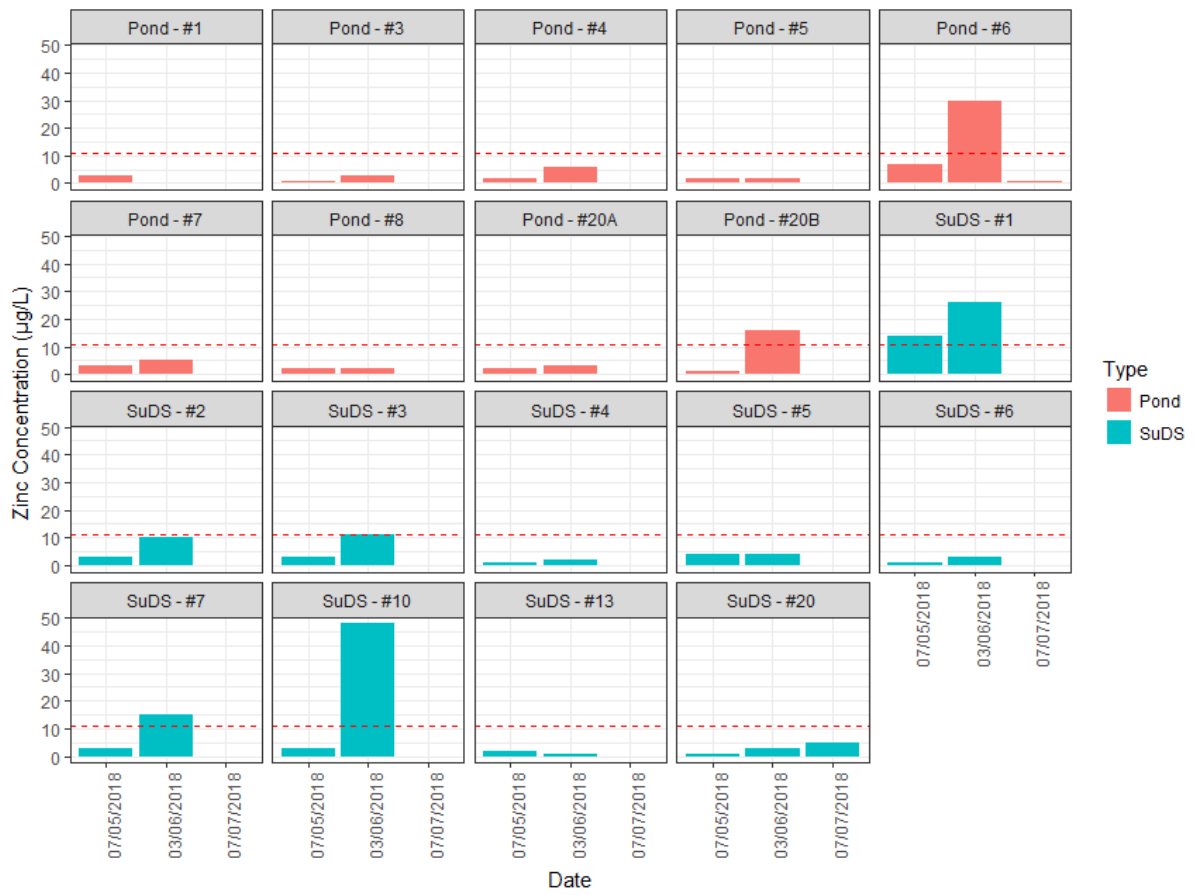 Pond - #1 Pond - #3 Pond - #4 Pond - #5 Pond - #6
50
40
30
20
10
0
Pond - #7 Pond - #8 Pond - #20A Pond - #20B SuDS - #1
50
40
30
20
10
0
SuDS - #2 SuDS - #3 SuDS - #4 SuDS - #5 SuDS - #6
50
40
30
20
10
0
SuDS - #7 SuDS - #10 SuDS - #13 SuDS - #20
50
40
30
20
10
0
07/05/2018 03/06/2018 07/07/2018
07/05/2018 03/06/2018 07/07/2018 07/05/2018 03/06/2018 07/07/2018 07/05/2018 03/06/2018 07/07/2018 07/05/2018 03/06/2018 07/07/2018
Date
Zinc Concentration (µg/L)
Type
Pond
SuDS